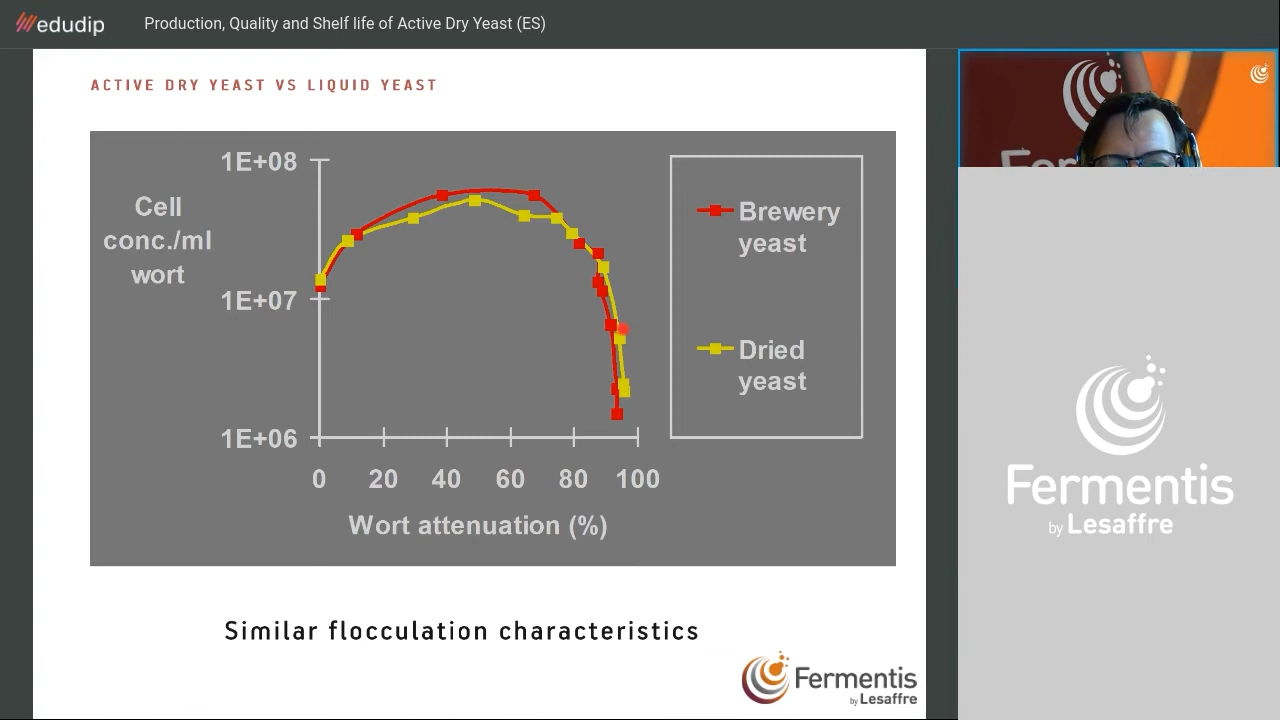 edudip
Production, Quality and Shelf life of Active Dry Yeast (ES)
ACTIVE DRY YEAST VS LIQUID YEAST
1E+08
Cell
conc./ml
wort
1E+07
1E+06
0 20 40 60 80 100
Wort attenuation (%)
Brewery
yeast
Dried
yeast
Similar flocculation characteristics
Fermentis
by Lesaffre
Fermentis
by Lesaffre